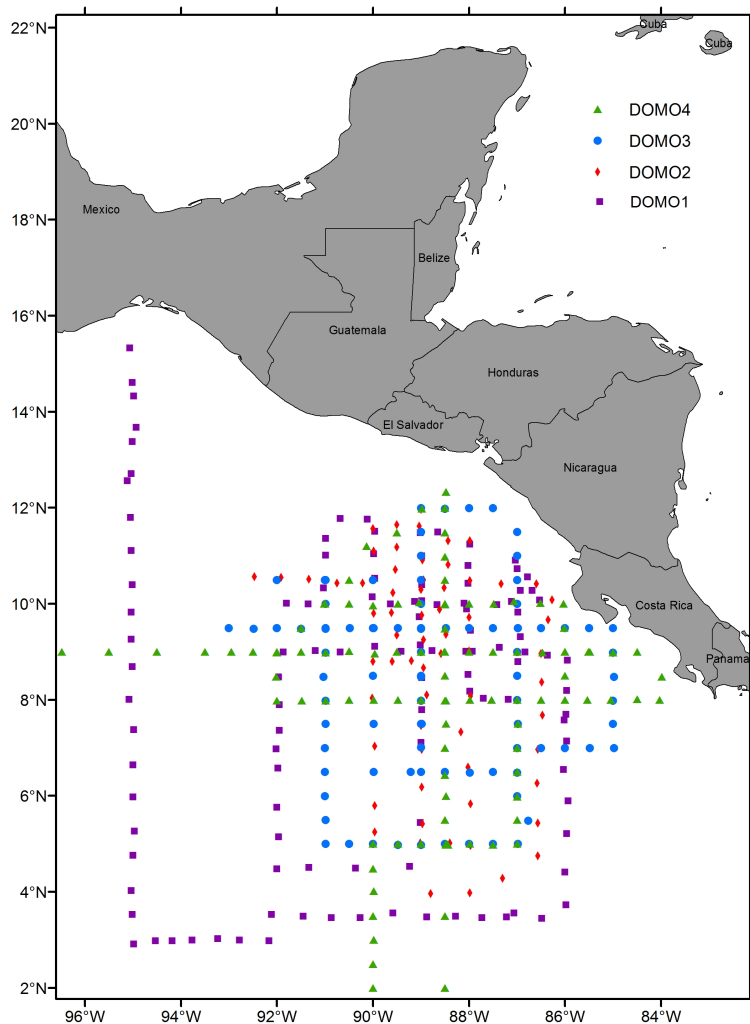 22°N
Cuba
Cuba
DOMO4
20°N
DOMO3
DOMO2
DOMO1
Mexico
18°N
Belize
16°N
Guatemala
Honduras
14°N
El Salvador
Nicaragua
12°N
10°N
Costa Rica
Panama
8°N
6°N
4°N
2°N
96°W 94°W 92°W 90°W 88°W 86°W 84°W